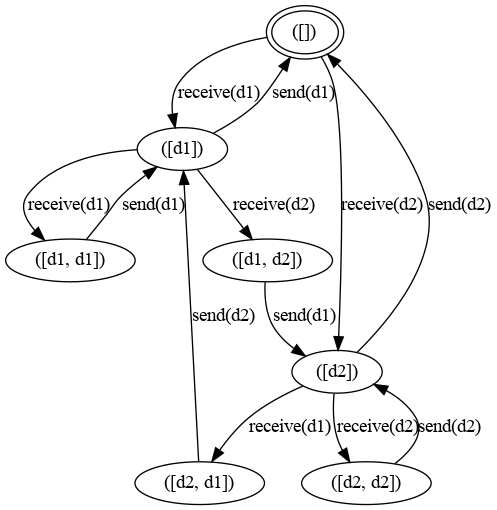 ([])
receive(d1)
send(d1)
([d1])
receive(d1)
send(d1)
receive(d2)
receive(d2)
send(d2)
([d1, d1])
([d1, d2])
send(d2)
send(d1)
([d2])
receive(d1)
receive(d2)
send(d2)
([d2, d1])
([d2, d2])